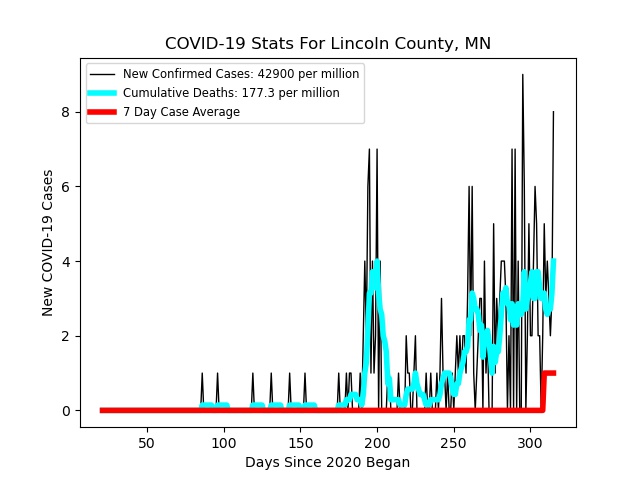 COVID-19 Stats For Lincoln County, MN
New Confirmed Cases: 42900 per million
Cumulative Deaths: 177.3 per million
7 Day Case Average
New COVID-19 Cases
8
6
4
2
0
50 100 150 200 250 300
Days Since 2020 Began